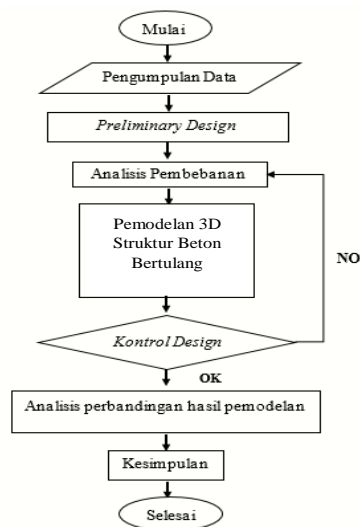 Mulai
Pengumpulan Data
Preliminary Design
Analisis Pembebanan
Pemodelan 3D
Struktur Beton
Bertulang
NO
Kontrol Design
OK
Analisis perbandingan hasil pemodelan
Kesimpulan
Selesai